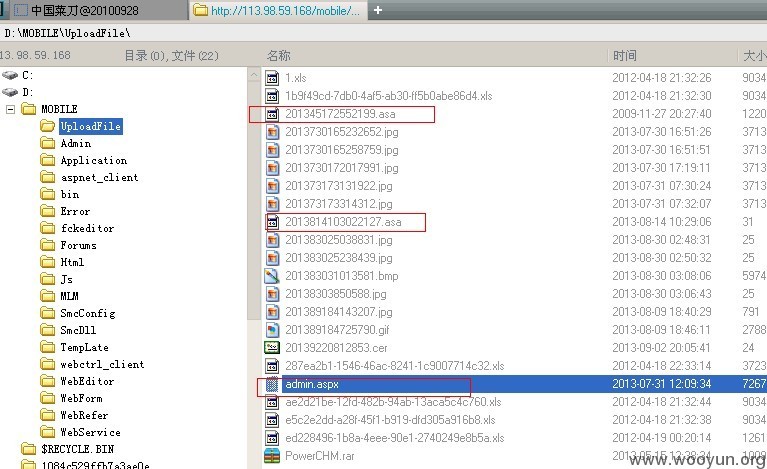 中国菜刀@20100928
http://113.98.59.168/mobile/...
D:\MOBILE\UploadFile\
13.98.59.168 目录(0),文件(22) 名称 时间 大小
C:
D:
MOBILE
UploadFile
Admin
Application
aspnet_client
bin
Error
fckeditor
Forums
Html
Js
MLM
SmcConfig
SmcDll
TempLate
webctrl_client
WebEditor
WebForm
WebRefer
WebService
$RECYCLE.BIN
1084c529ffb7a3ae0e
1.xls 2012-04-18 21:32:26 9034
1b9f49cd-7db0-4af5-ab30-ff5b0abe86d4.xls 2012-04-18 21:32:44 9034
201345172552199.asa 2009-11-27 20:27:40 1220
2013730165232652.jpg 2013-07-30 16:51:26 3713
2013730165258759.jpg 2013-07-30 16:51:51 3713
2013730172017991.jpg 2013-07-30 17:19:11 3713
201373173131922.jpg 2013-07-31 07:30:24 3713
201373173314312.jpg 2013-07-31 07:32:07 3713
2013814103022127.asa 2013-08-14 10:29:06 31
201383025038831.jpg 2013-08-30 02:48:31 25
201383025238439.jpg 2013-08-30 02:50:32 25
201383031013581.bmp 2013-08-30 03:08:06 5974
20138303850588.jpg 2013-08-30 03:06:43 25
201389184143207.jpg 2013-08-09 18:40:29 791
201389184725790.gif 2013-08-09 18:46:11 2788
20139220812853.cer 2013-09-02 20:05:41 24
287ea2b1-1546-46ac-8241-1c9007714c32.xls 2012-04-18 22:33:14 3723
admin.aspx 2013-07-31 12:09:34 7267
ae2d21be-12fd-482b-94ab-13aca5c4c760.xls 2012-04-18 21:32:44 9034
e5c2e2dd-a28f-45f1-b919-dfd305a916b8.xls 2012-04-18 21:32:38 9034
ed228496-1b8a-4eee-90e1-2740249e8b5a.xls 2012-04-19 00:20:14 1261
PowerCHM.rar 2013-05-15 12:38:34
www.wooyun.org